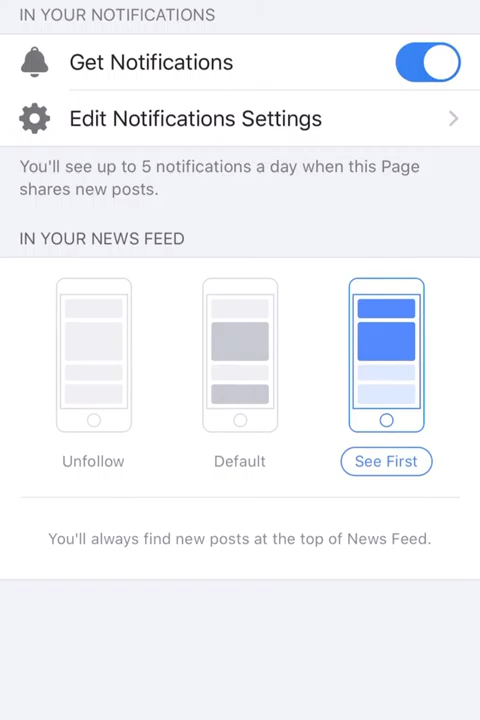 IN YOUR NOTIFICATIONS
Get Notifications
Edit Notifications Settings
You'll see up to 5 notifications a day when this Page
shares new posts.
IN YOUR NEWS FEED
Unfollow
Default
See First
You'll always find new posts at the top of News Feed.